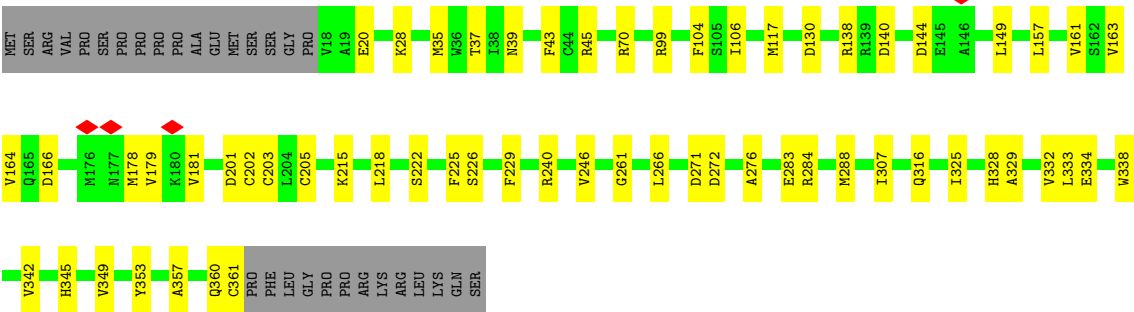 MET SER ARG VAL PRO SER PRO PRO PRO PRO ALA GLU MET SER SER GLY PRO V18 A19 E20 K28 M35 W36 T37 I38 N39 F43 C44 R45 R70 R99 F104 S105 I106 M117 D130 R138 R139 D140 D144 E145 A146 L149 L157 V161 S162 V163
V164 Q165 D166 M176 N177 M178 V179 K180 V181 D201 C202 C203 L204 C205 K215 L218 S222 F225 S226 F229 R240 V246 G261 L266 D271 D272 A276 E283 R284 M288 I307 Q316 I325 H328 A329 V332 L333 E334 W338
V342 H345 V349 Y353 A357 Q360 C361 PRO PHE LEU GLY PRO PRO ARG LYS ARG LEU LYS GLN SER